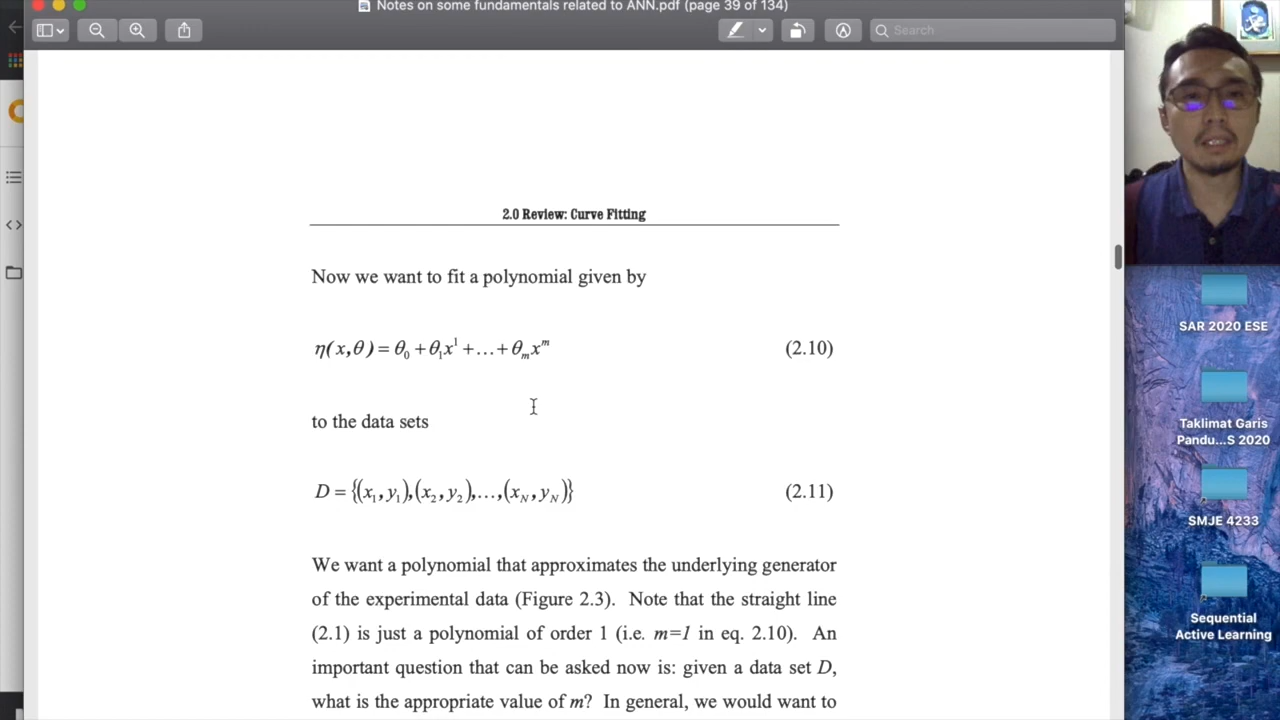 Notes on some fundamentals related to ANN.pdf (page 39 of 134)
Search
2.0 Review: Curve Fitting
Now we want to fit a polynomial given by
η(x,θ) = θ₀ + θ₁x¹ + … + θₘxᵐ (2.10)
to the data sets
D = {(x₁, y₁), (x₂, y₂), …, (x_N, y_N)} (2.11)
We want a polynomial that approximates the underlying generator
of the experimental data (Figure 2.3). Note that the straight line
(2.1) is just a polynomial of order 1 (i.e. m=1 in eq. 2.10). An
important question that can be asked now is: given a data set D,
what is the appropriate value of m? In general, we would want to
SAR 2020 ESE
Taklimat Garis
Pandu...S 2020
SMJE 4233
Sequential
Active Learning